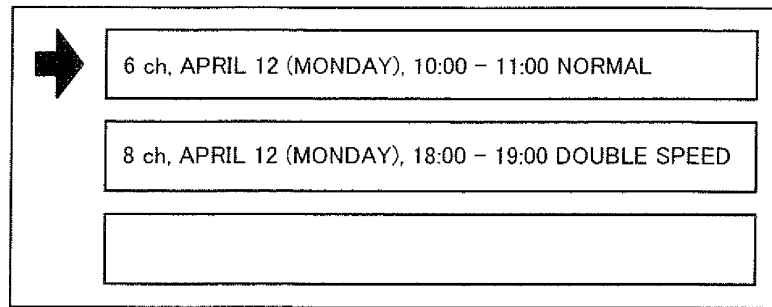 6 ch, APRIL 12 (MONDAY), 10:00 – 11:00 NORMAL
8 ch, APRIL 12 (MONDAY), 18:00 – 19:00 DOUBLE SPEED